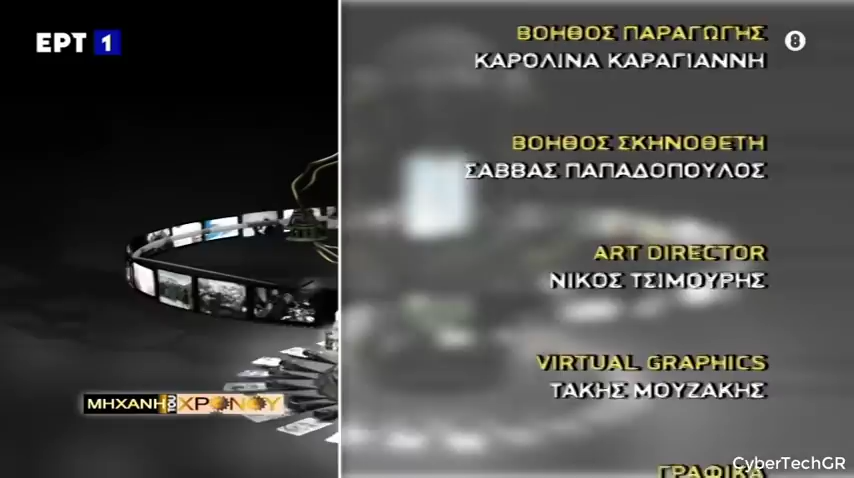 ΕΡΤ 1
8
ΒΟΗΘΟΣ ΠΑΡΑΓΩΓΗΣ
ΚΑΡΟΛΙΝΑ ΚΑΡΑΓΙΑΝΝΗ
ΒΟΗΘΟΣ ΣΚΗΝΟΘΕΤΗ
ΣΑΒΒΑΣ ΠΑΠΑΔΟΠΟΥΛΟΣ
ART DIRECTOR
ΝΙΚΟΣ ΤΣΙΜΟΥΡΗΣ
VIRTUAL GRAPHICS
ΤΑΚΗΣ ΜΟΥΖΑΚΗΣ
ΜΗΧΑΝΗ ΤΟΥ ΧΡΟΝΟΥ
ΓΡΑΦΙΚΑ
CyberTechGR